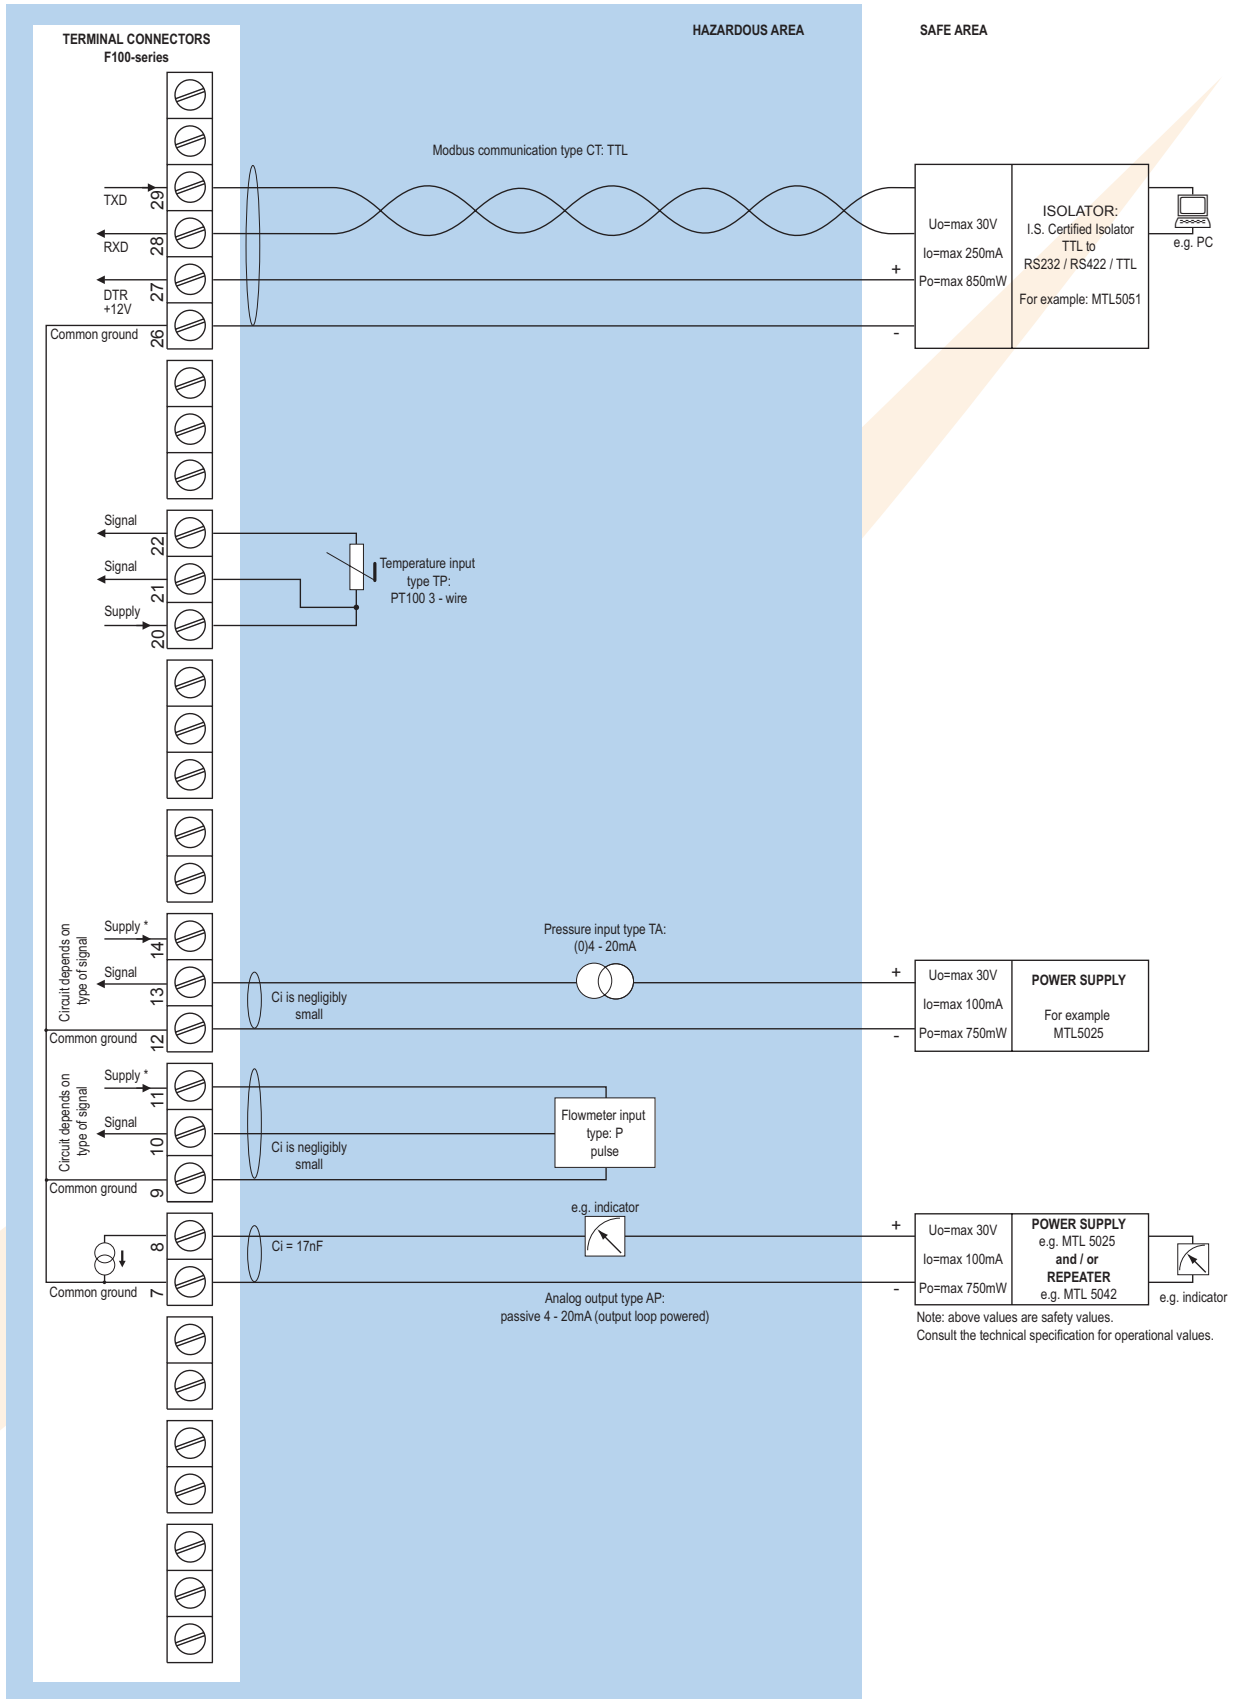 TERMINAL CONNECTORS
F100-series
HAZARDOUS AREA
SAFE AREA
Modbus communication type CT: TTL
TXD
29
RXD
28
DTR
+12V
27
Common ground
26
+
-
Uo=max 30V
Io=max 250mA
Po=max 850mW
ISOLATOR:
I.S. Certified Isolator
TTL to
RS232 / RS422 / TTL
For example: MTL5051
e.g. PC
Signal
22
Signal
21
Supply
20
Temperature input
type TP:
PT100 3 - wire
Circuit depends on
type of signal
Supply *
14
Signal
13
Common ground
12
Ci is negligibly
small
Pressure input type TA:
(0)4 - 20mA
+
-
Uo=max 30V
Io=max 100mA
Po=max 750mW
POWER SUPPLY
For example
MTL5025
Circuit depends on
type of signal
Supply *
11
Signal
10
Common ground
9
Ci is negligibly
small
Flowmeter input
type: P
pulse
8
Common ground
7
Ci = 17nF
e.g. indicator
Analog output type AP:
passive 4 - 20mA (output loop powered)
+
-
Uo=max 30V
Io=max 100mA
Po=max 750mW
POWER SUPPLY
e.g. MTL 5025
and / or
REPEATER
e.g. MTL 5042
e.g. indicator
Note: above values are safety values.
Consult the technical specification for operational values.